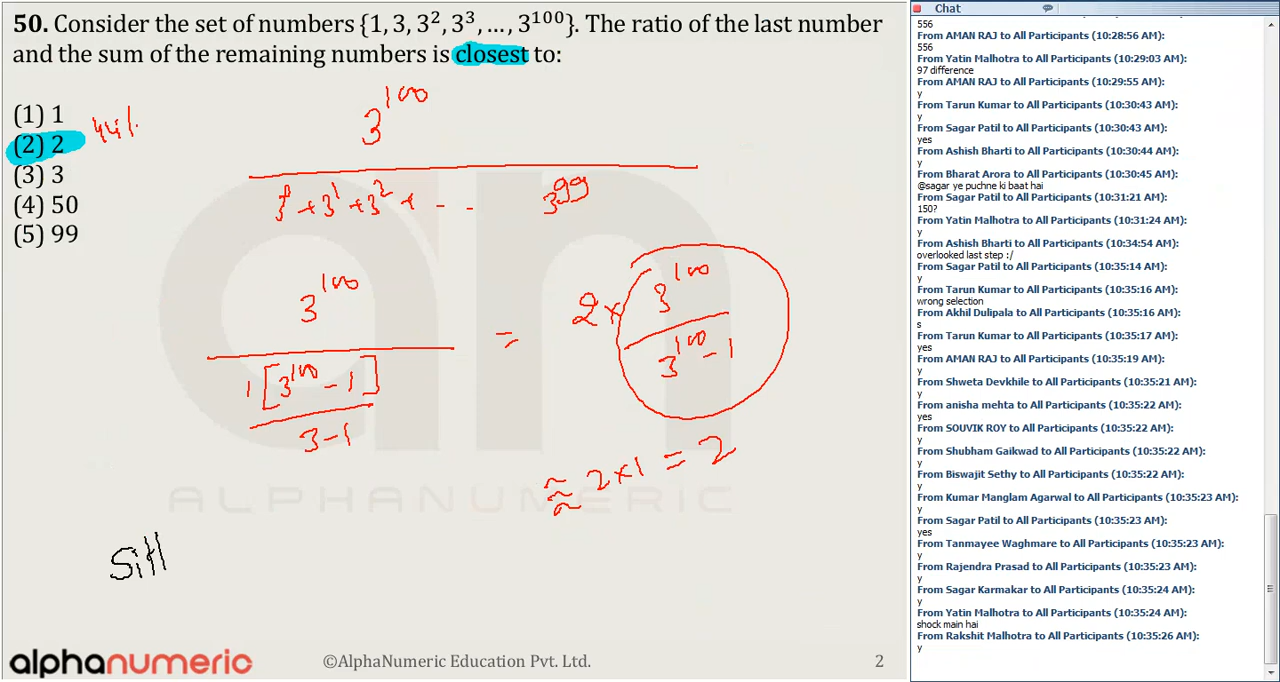 50. Consider the set of numbers {1, 3, 3², 3³, ..., 3¹⁰⁰}. The ratio of the last number
and the sum of the remaining numbers is closest to:
(1) 1
(2) 2 44%
(3) 3
(4) 50
(5) 99
3¹⁰⁰
3⁰ + 3¹ + 3² + - - 3⁹⁹
3¹⁰⁰
1 [3¹⁰⁰ - 1]
3 - 1
= 2 ×
3¹⁰⁰
3¹⁰⁰ - 1
≈ 2 × 1 = 2
ALPHANUMERIC
alphanumeric
©AlphaNumeric Education Pvt. Ltd.
2
Chat
556
From AMAN RAJ to All Participants (10:28:56 AM):
556
From Yatin Malhotra to All Participants (10:29:03 AM):
97 difference
From AMAN RAJ to All Participants (10:29:55 AM):
y
From Tarun Kumar to All Participants (10:30:43 AM):
y
From Sagar Patil to All Participants (10:30:43 AM):
yes
From Ashish Bharti to All Participants (10:30:44 AM):
y
From Bharat Arora to All Participants (10:30:45 AM):
@sagar ye puchne ki baat hai
From Sagar Patil to All Participants (10:31:21 AM):
150?
From Yatin Malhotra to All Participants (10:31:24 AM):
y
From Ashish Bharti to All Participants (10:34:54 AM):
overlooked last step :/
From Sagar Patil to All Participants (10:35:14 AM):
y
From Tarun Kumar to All Participants (10:35:16 AM):
wrong selection
From Akhil Dulipala to All Participants (10:35:16 AM):
s
From Tarun Kumar to All Participants (10:35:17 AM):
yes
From AMAN RAJ to All Participants (10:35:19 AM):
y
From Shweta Devkhile to All Participants (10:35:21 AM):
y
From anisha mehta to All Participants (10:35:22 AM):
yes
From SOUVIK ROY to All Participants (10:35:22 AM):
y
From Shubham Gaikwad to All Participants (10:35:22 AM):
y
From Biswajit Sethy to All Participants (10:35:22 AM):
y
From Kumar Manglam Agarwal to All Participants (10:35:23 AM):
y
From Sagar Patil to All Participants (10:35:23 AM):
yes
From Tanmayee Waghmare to All Participants (10:35:23 AM):
y
From Rajendra Prasad to All Participants (10:35:23 AM):
y
From Sagar Karmakar to All Participants (10:35:24 AM):
y
From Yatin Malhotra to All Participants (10:35:24 AM):
shock main hai
From Rakshit Malhotra to All Participants (10:35:26 AM):
y